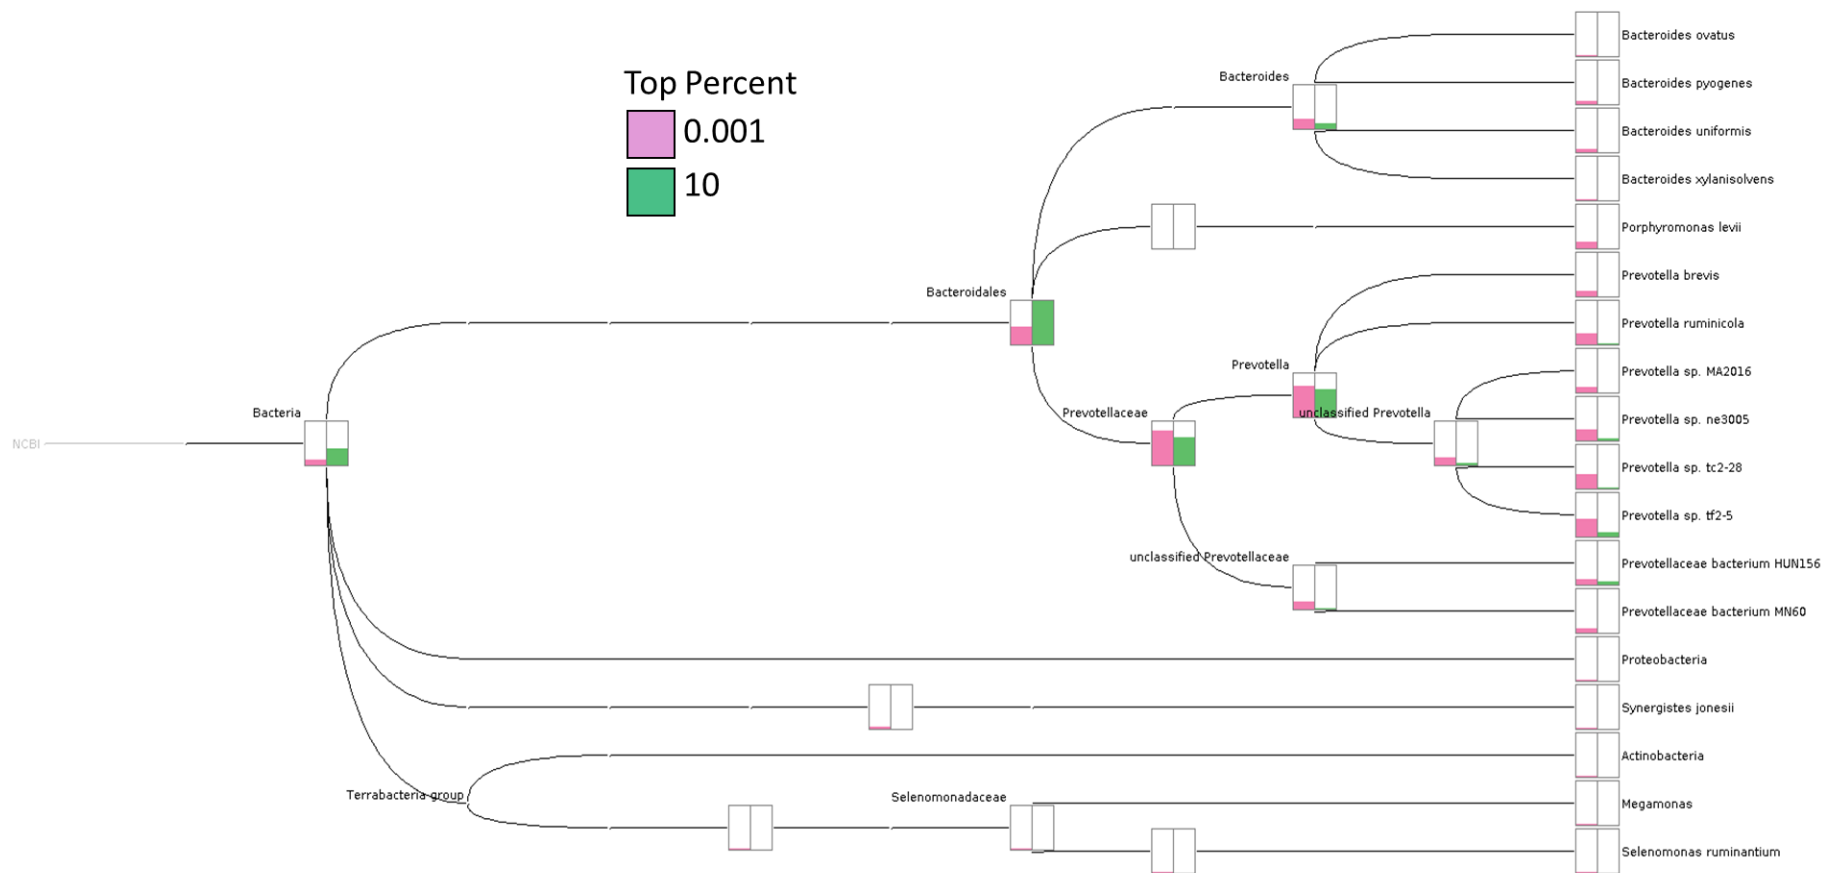 Bacteroides ovatus
Top Percent
Bacteroides
Bacteroides pyogenes
0.001
Bacteroides uniformis
10
Bacteroides xylanisolvens
Porphyromonas levii
Prevotella brevis
Bacteroidales
Prevotella ruminicola
Prevotella
Prevotella sp. MA2016
Bacteria
Prevotellaceae
unclassified Prevotella
Prevotella sp. ne3005
NCBI
Prevotella sp. tc2-28
Prevotella sp. tf2-5
unclassified Prevotellaceae
Prevotellaceae bacterium HUN156
Prevotellaceae bacterium MN60
Proteobacteria
Synergistes jonesii
Actinobacteria
Terrabacteria group
Selenomonadaceae
Megamonas
Selenomonas ruminantium